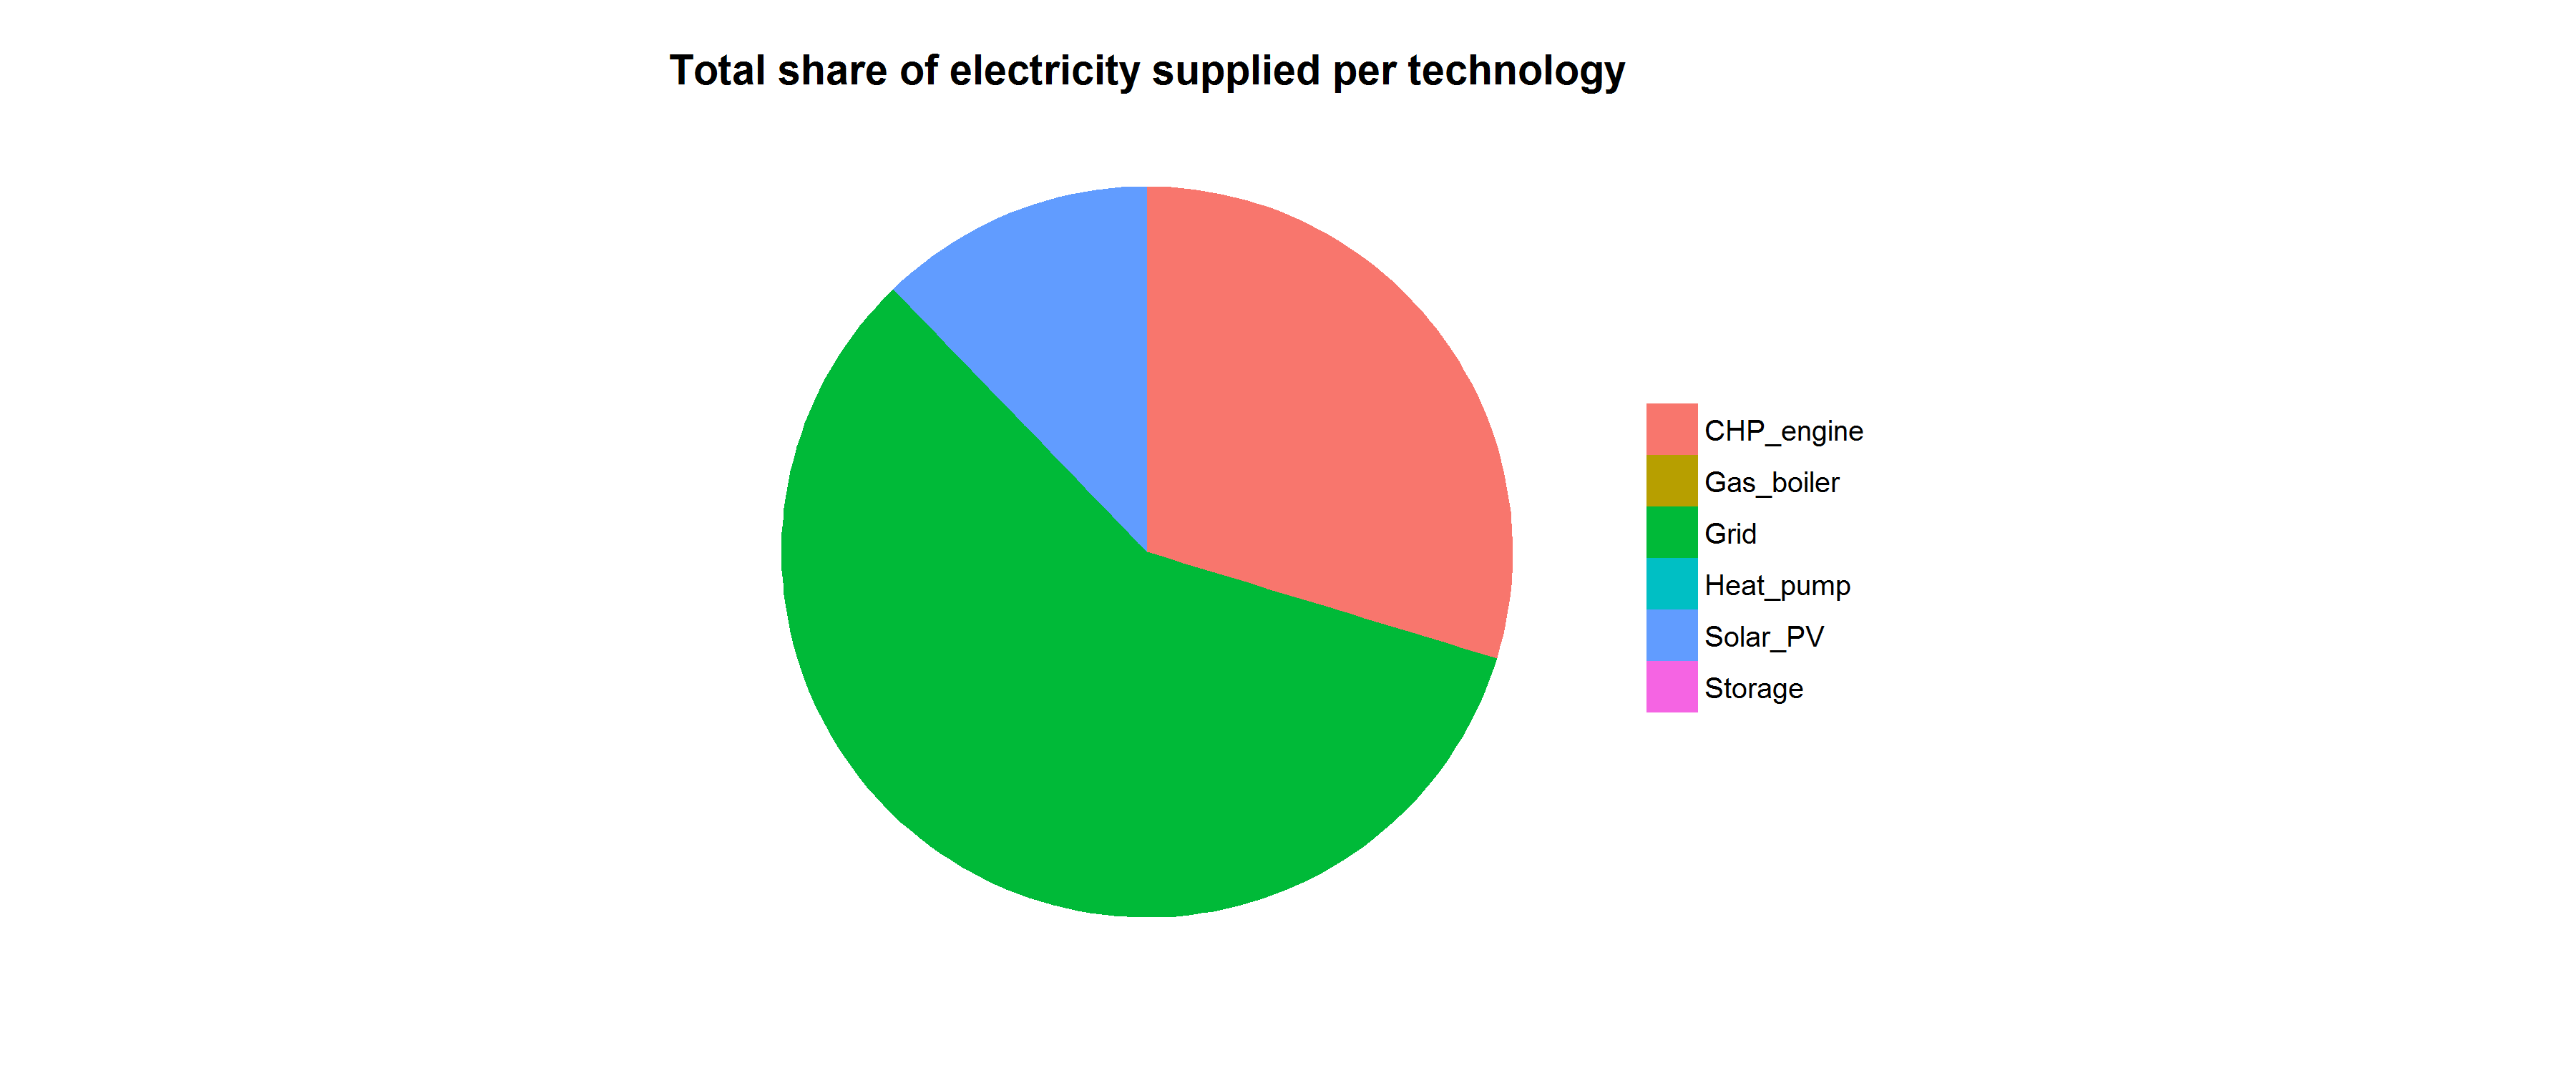 Total share of electricity supplied per technology
CHP_engine
Gas_boiler
Grid
Heat_pump
Solar_PV
Storage